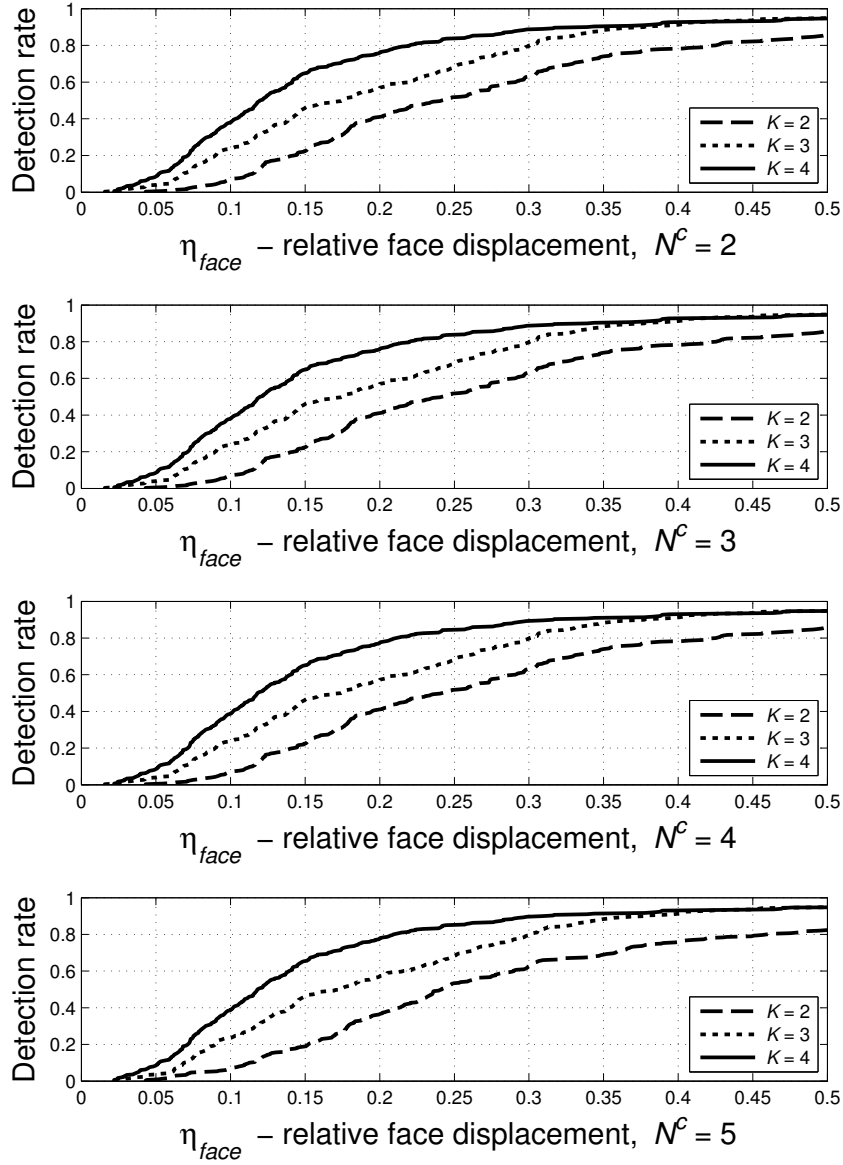 Detection rate
1
0.8
0.6
0.4
0.2
0
0 0.05 0.1 0.15 0.2 0.25 0.3 0.35 0.4 0.45 0.5
K = 2
K = 3
K = 4
η_face − relative face displacement, N^c = 2
Detection rate
1
0.8
0.6
0.4
0.2
0
0 0.05 0.1 0.15 0.2 0.25 0.3 0.35 0.4 0.45 0.5
K = 2
K = 3
K = 4
η_face − relative face displacement, N^c = 3
Detection rate
1
0.8
0.6
0.4
0.2
0
0 0.05 0.1 0.15 0.2 0.25 0.3 0.35 0.4 0.45 0.5
K = 2
K = 3
K = 4
η_face − relative face displacement, N^c = 4
Detection rate
1
0.8
0.6
0.4
0.2
0
0 0.05 0.1 0.15 0.2 0.25 0.3 0.35 0.4 0.45 0.5
K = 2
K = 3
K = 4
η_face − relative face displacement, N^c = 5